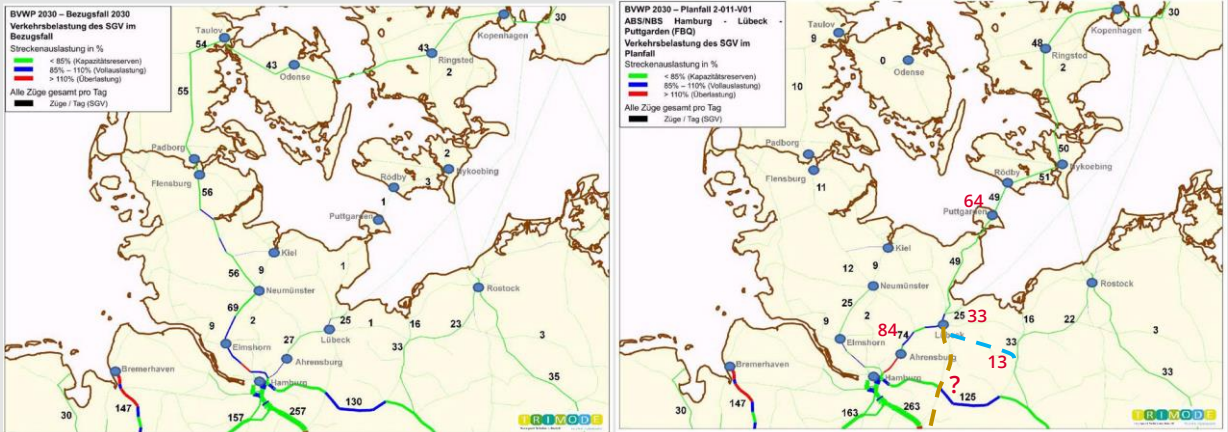 BVWP 2030 – Bezugsfall 2030
Verkehrsbelastung des SGV im
Bezugsfall
Streckenauslastung in %
< 85% (Kapazitätsreserven)
85% – 110% (Vollauslastung)
> 110% (Überlastung)
Alle Züge gesamt pro Tag
Züge / Tag (SGV)
Taulov
54
43
Odense
43
Ringsted
2
Kopenhagen
30
55
Padborg
Flensburg
56
2
Nykoebing
Rödby
3
1
Puttgarden
Kiel
9
1
56
Neumünster
69
2
9
Elmshorn
27
25
Lübeck
1
16
23
Rostock
33
3
35
Ahrensburg
Bremerhaven
Hamburg
147
30
157
257
130
TRIMODE
BVWP 2030 – Planfall 2-011-V01
ABS/NBS Hamburg - Lübeck -
Puttgarden (FBQ)
Verkehrsbelastung des SGV im
Planfall
Streckenauslastung in %
< 85% (Kapazitätsreserven)
85% – 110% (Vollauslastung)
> 110% (Überlastung)
Alle Züge gesamt pro Tag
Züge / Tag (SGV)
Taulov
9
0
Odense
48
Ringsted
2
Kopenhagen
30
10
Padborg
Flensburg
11
50
Nykoebing
51
Rödby
49
64
Puttgarden
Kiel
9
12
49
Neumünster
25
2
9
Elmshorn
84
74
25
33
Lübeck
16
22
Rostock
33
3
33
13
Ahrensburg
Bremerhaven
Hamburg
?
147
30
163
263
125
TRIMODE